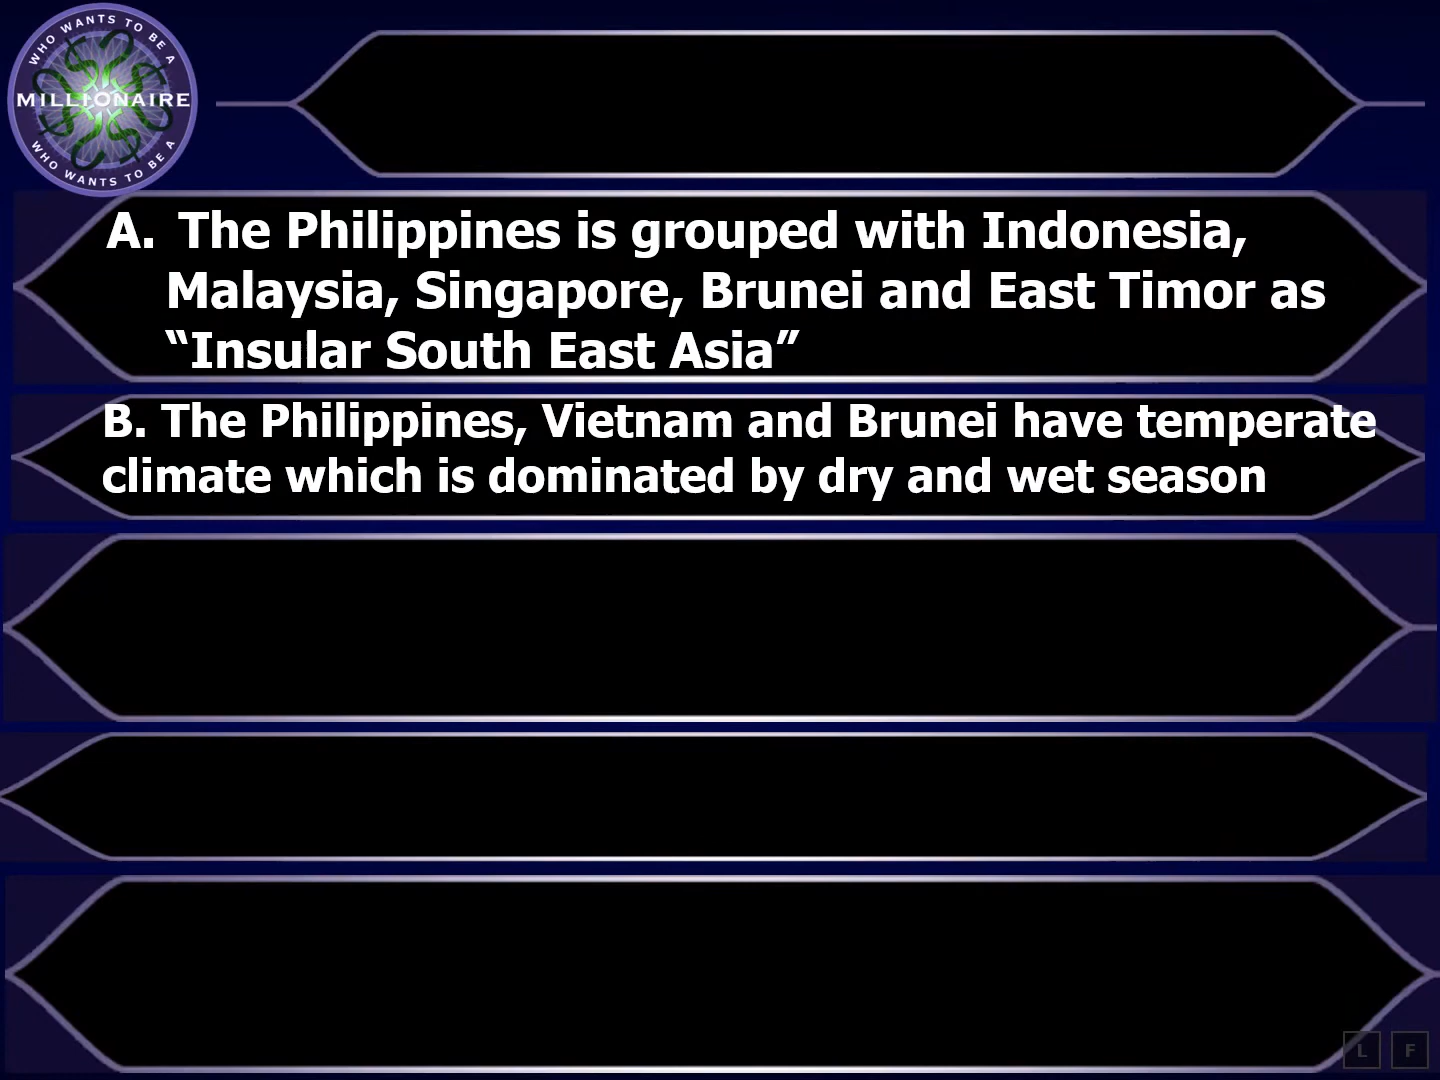 WHO WANTS TO BE A
MILLIONAIRE
WHO WANTS TO BE A
A. The Philippines is grouped with Indonesia,
Malaysia, Singapore, Brunei and East Timor as
“Insular South East Asia”
B. The Philippines, Vietnam and Brunei have temperate
climate which is dominated by dry and wet season
L F